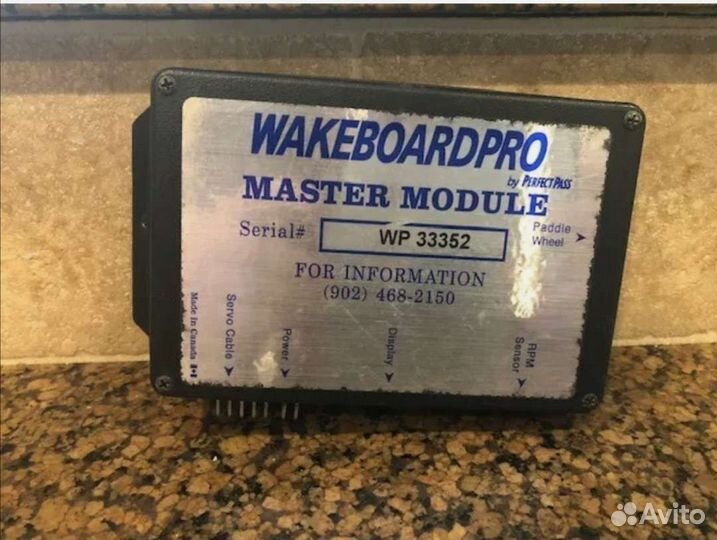 WAKEBOARDPRO
by PERFECTPASS
MASTER MODULE
Serial#
WP 33352
Paddle
Wheel
FOR INFORMATION
(902) 468-2150
Made In Canada
Servo Cable
Power
Display
RPM
Sensor
Avito